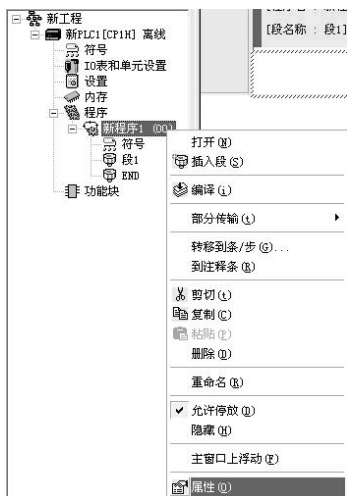 新工程
新PLC1[CP1H] 离线
[段名称 : 段1]
符号
IO表和单元设置
设置
内存
程序
新程序1 (00)
符号
段1
END
功能块
打开(N)
插入段(S)
编译(i)
部分传输(t)
转移到条/步(G)...
到注释条(R)
剪切(t)
复制(C)
粘贴(P)
删除(D)
重命名(R)
允许停放(D)
隐藏(H)
主窗口上浮动(F)
属性(O)